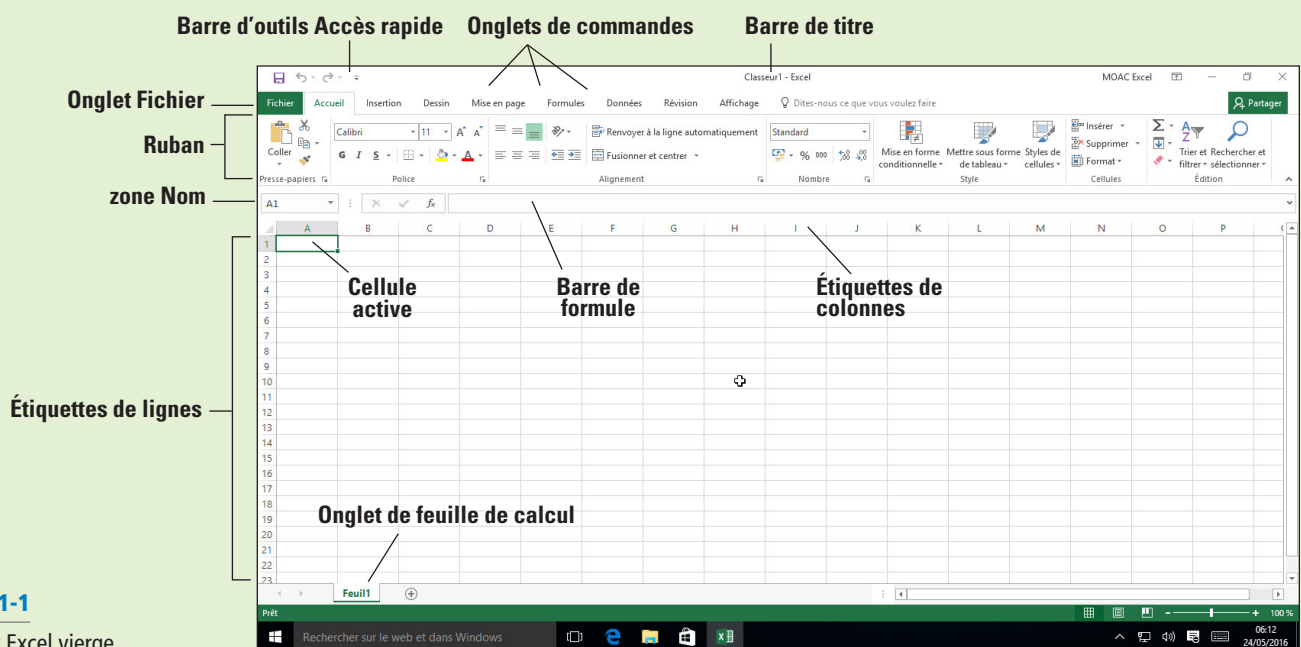 Barre d'outils Accès rapide Onglets de commandes Barre de titre
Classeur1 - Excel MOAC Excel
Onglet Fichier
Fichier Accueil Insertion Dessin Mise en page Formules Données Révision Affichage Dites-nous ce que vous voulez faire Partager
Ruban
Coller
Calibri 11
Renvoyer à la ligne automatiquement
Standard
G I S
Fusionner et centrer
% 000
Mise en forme conditionnelle
Mettre sous forme de tableau
Styles de cellules
Insérer
Supprimer
Format
Trier et filtrer
Rechercher et sélectionner
Presse-papiers Police Alignement Nombre Style Cellules Édition
zone Nom
A1 fx
A B C D E F G H I J K L M N O P
1
2
3
4
5
6
7
8
9
10
11
12
13
14
15
16
17
18
19
20
21
22
23
Cellule
active
Barre de
formule
Étiquettes de
colonnes
Étiquettes de lignes
Onglet de feuille de calcul
Feuil1
Prêt 100 %
1-1
Excel vierge
Rechercher sur le web et dans Windows
06:12
24/05/2016